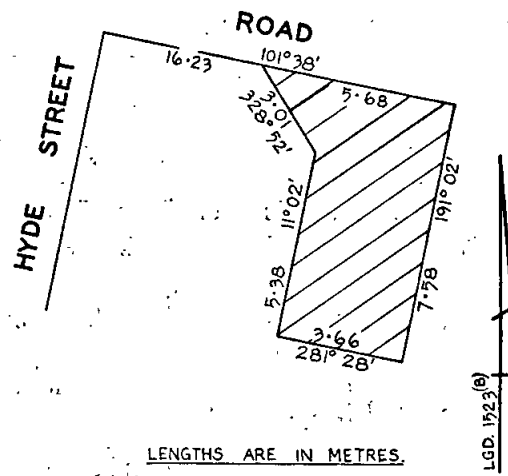 ROAD
101° 38'
16·23
5·68
3·01
328° 52'
HYDE STREET
11° 02'
191° 02'
5·38
7·58
3·66
281° 28'
LENGTHS ARE IN METRES.
LGD. 1523(B)